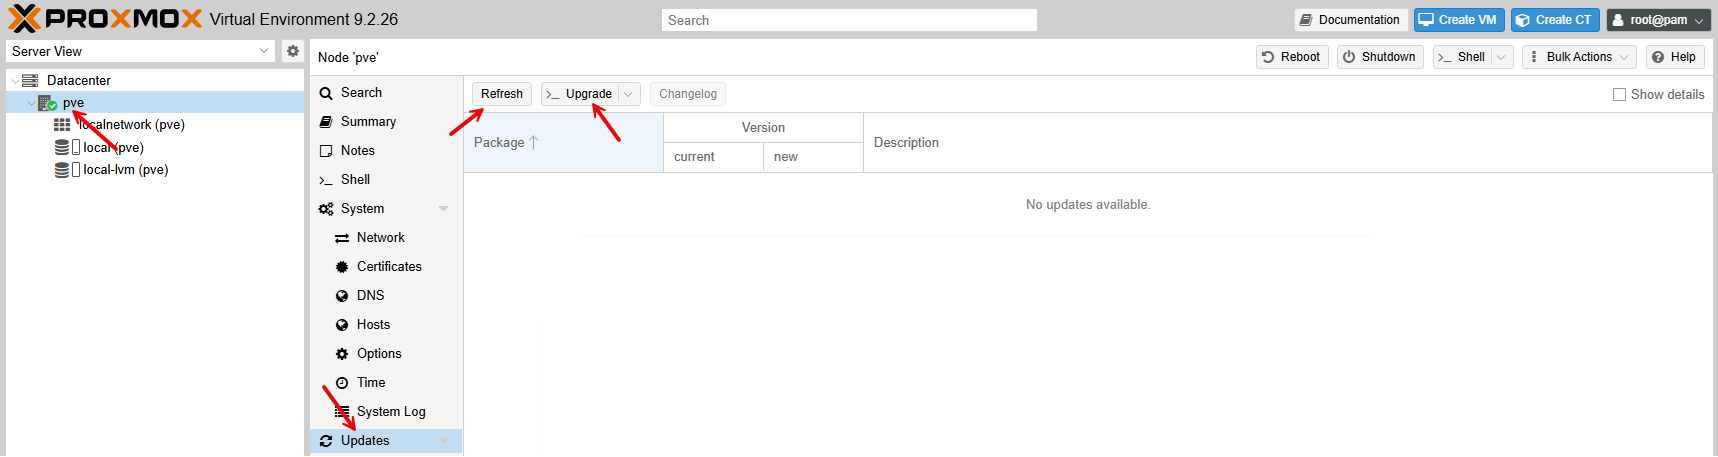 PROXMOX Virtual Environment 9.2.26
Search
Documentation
Create VM
Create CT
root@pam
Server View
Datacenter
pve
localnetwork (pve)
local (pve)
local-lvm (pve)
Node 'pve'
Reboot
Shutdown
>_ Shell
Bulk Actions
Help
Search
Summary
Notes
>_ Shell
System
Network
Certificates
DNS
Hosts
Options
Time
System Log
Updates
Refresh
>_ Upgrade
Changelog
Show details
Package
Version
current
new
Description
No updates available.